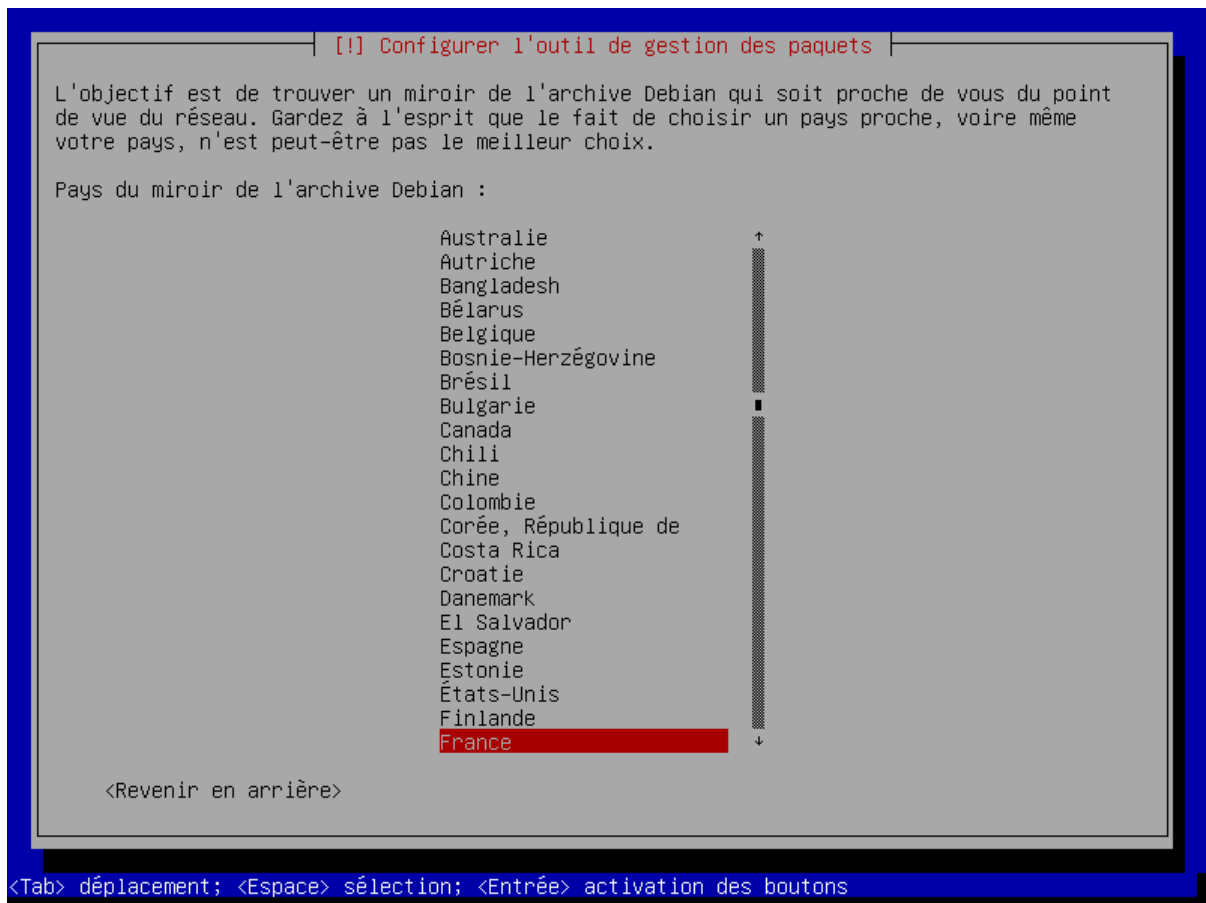 [!] Configurer l'outil de gestion des paquets
L'objectif est de trouver un miroir de l'archive Debian qui soit proche de vous du point
de vue du réseau. Gardez à l'esprit que le fait de choisir un pays proche, voire même
votre pays, n'est peut-être pas le meilleur choix.
Pays du miroir de l'archive Debian :
Australie
Autriche
Bangladesh
Bélarus
Belgique
Bosnie-Herzégovine
Brésil
Bulgarie
Canada
Chili
Chine
Colombie
Corée, République de
Costa Rica
Croatie
Danemark
El Salvador
Espagne
Estonie
États-Unis
Finlande
France
<Revenir en arrière>
<Tab> déplacement; <Espace> sélection; <Entrée> activation des boutons